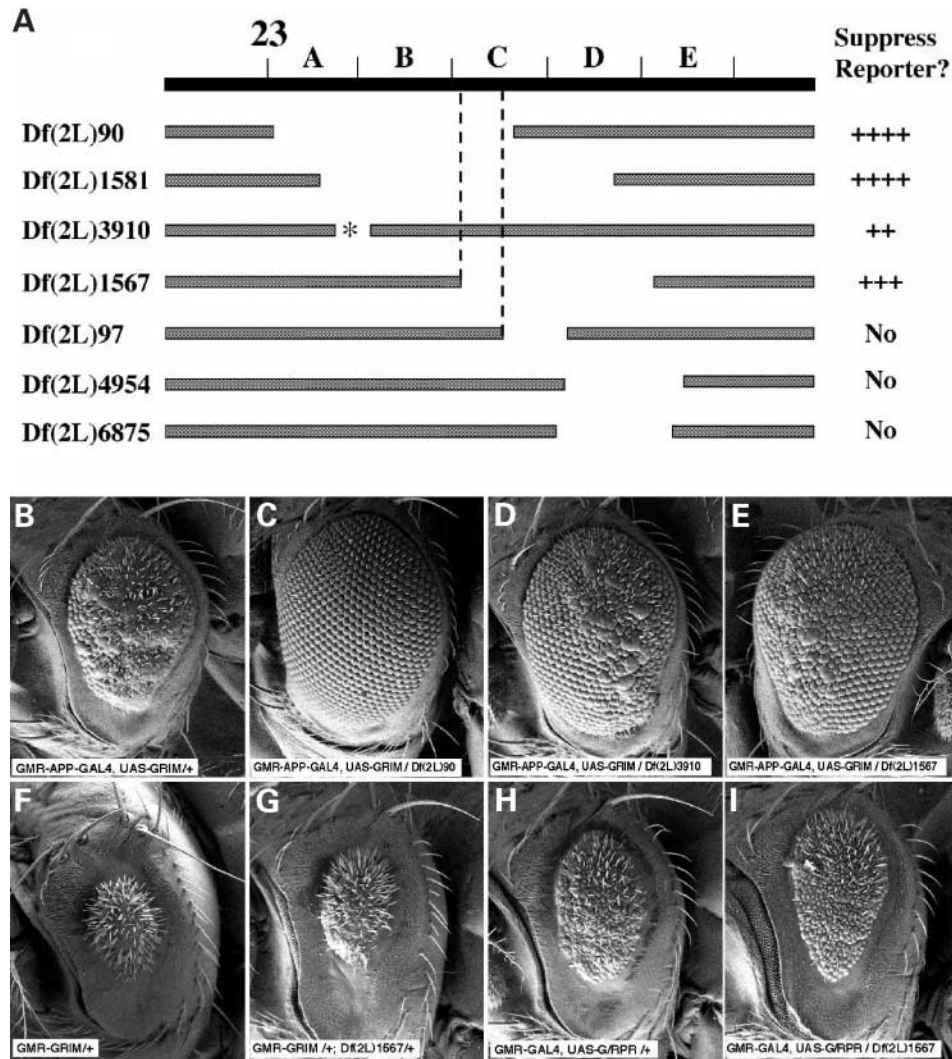 A
23
A B C D E
Suppress
Reporter?
Df(2L)90 ++++
Df(2L)1581 ++++
Df(2L)3910 * ++
Df(2L)1567 +++
Df(2L)97 No
Df(2L)4954 No
Df(2L)6875 No
B
GMR-APP-GAL4, UAS-GRIM/+
C
GMR-APP-GAL4, UAS-GRIM / Df(2L)90
D
GMR-APP-GAL4, UAS-GRIM / Df(2L)3910
E
GMR-APP-GAL4, UAS-GRIM / Df(2L)1567
F
GMR-GRIM/+
G
GMR-GRIM /+; Df(2L)1567/+
H
GMR-GAL4, UAS-G/RPR /+
I
GMR-GAL4, UAS-G/RPR / Df(2L)1567